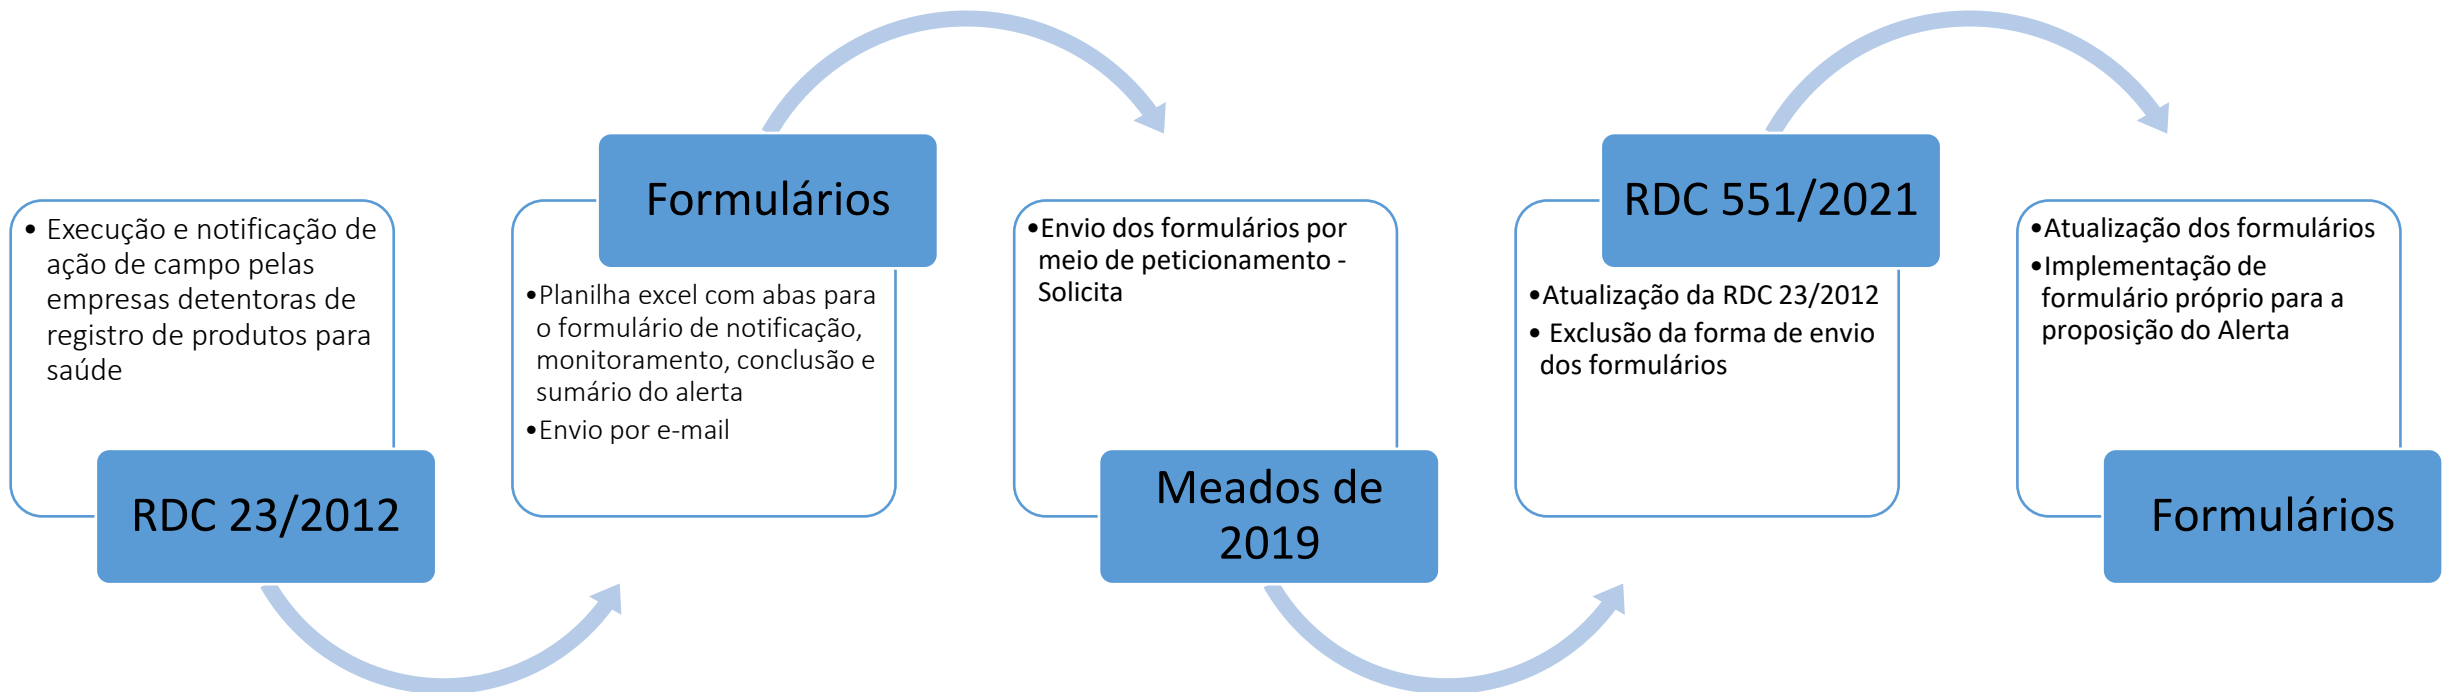 • Execução e notificação de
ação de campo pelas
empresas detentoras de
registro de produtos para
saúde
RDC 23/2012
Formulários
•Planilha excel com abas para
o formulário de notificação,
monitoramento, conclusão e
sumário do alerta
•Envio por e-mail
•Envio dos formulários por
meio de peticionamento -
Solicita
Meados de
2019
RDC 551/2021
•Atualização da RDC 23/2012
• Exclusão da forma de envio
dos formulários
•Atualização dos formulários
•Implementação de
formulário próprio para a
proposição do Alerta
Formulários